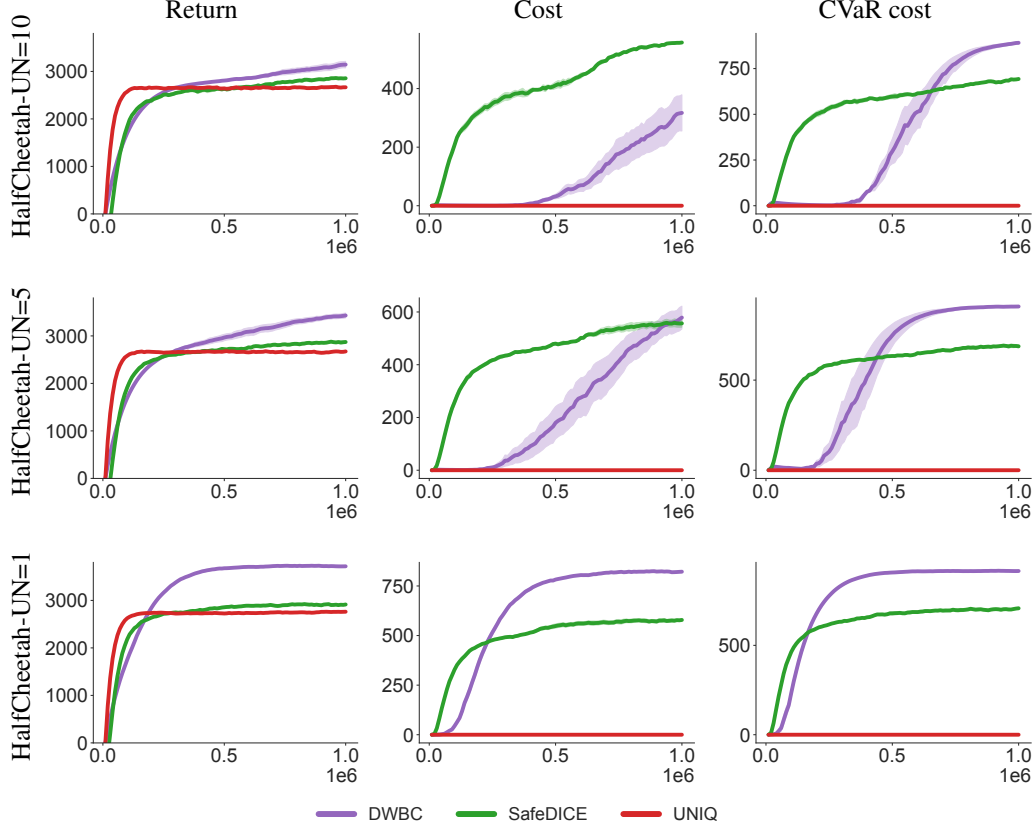 Return Cost CVaR cost
HalfCheetah-UN=10
3000
2000
1000
0
0.0 0.5 1.0
1e6
400
200
0
0.0 0.5 1.0
1e6
750
500
250
0
0.0 0.5 1.0
1e6
HalfCheetah-UN=5
3000
2000
1000
0
0.0 0.5 1.0
1e6
600
400
200
0
0.0 0.5 1.0
1e6
500
0
0.0 0.5 1.0
1e6
HalfCheetah-UN=1
3000
2000
1000
0
0.0 0.5 1.0
1e6
750
500
250
0
0.0 0.5 1.0
1e6
500
0
0.0 0.5 1.0
1e6
DWBC SafeDICE UNIQ